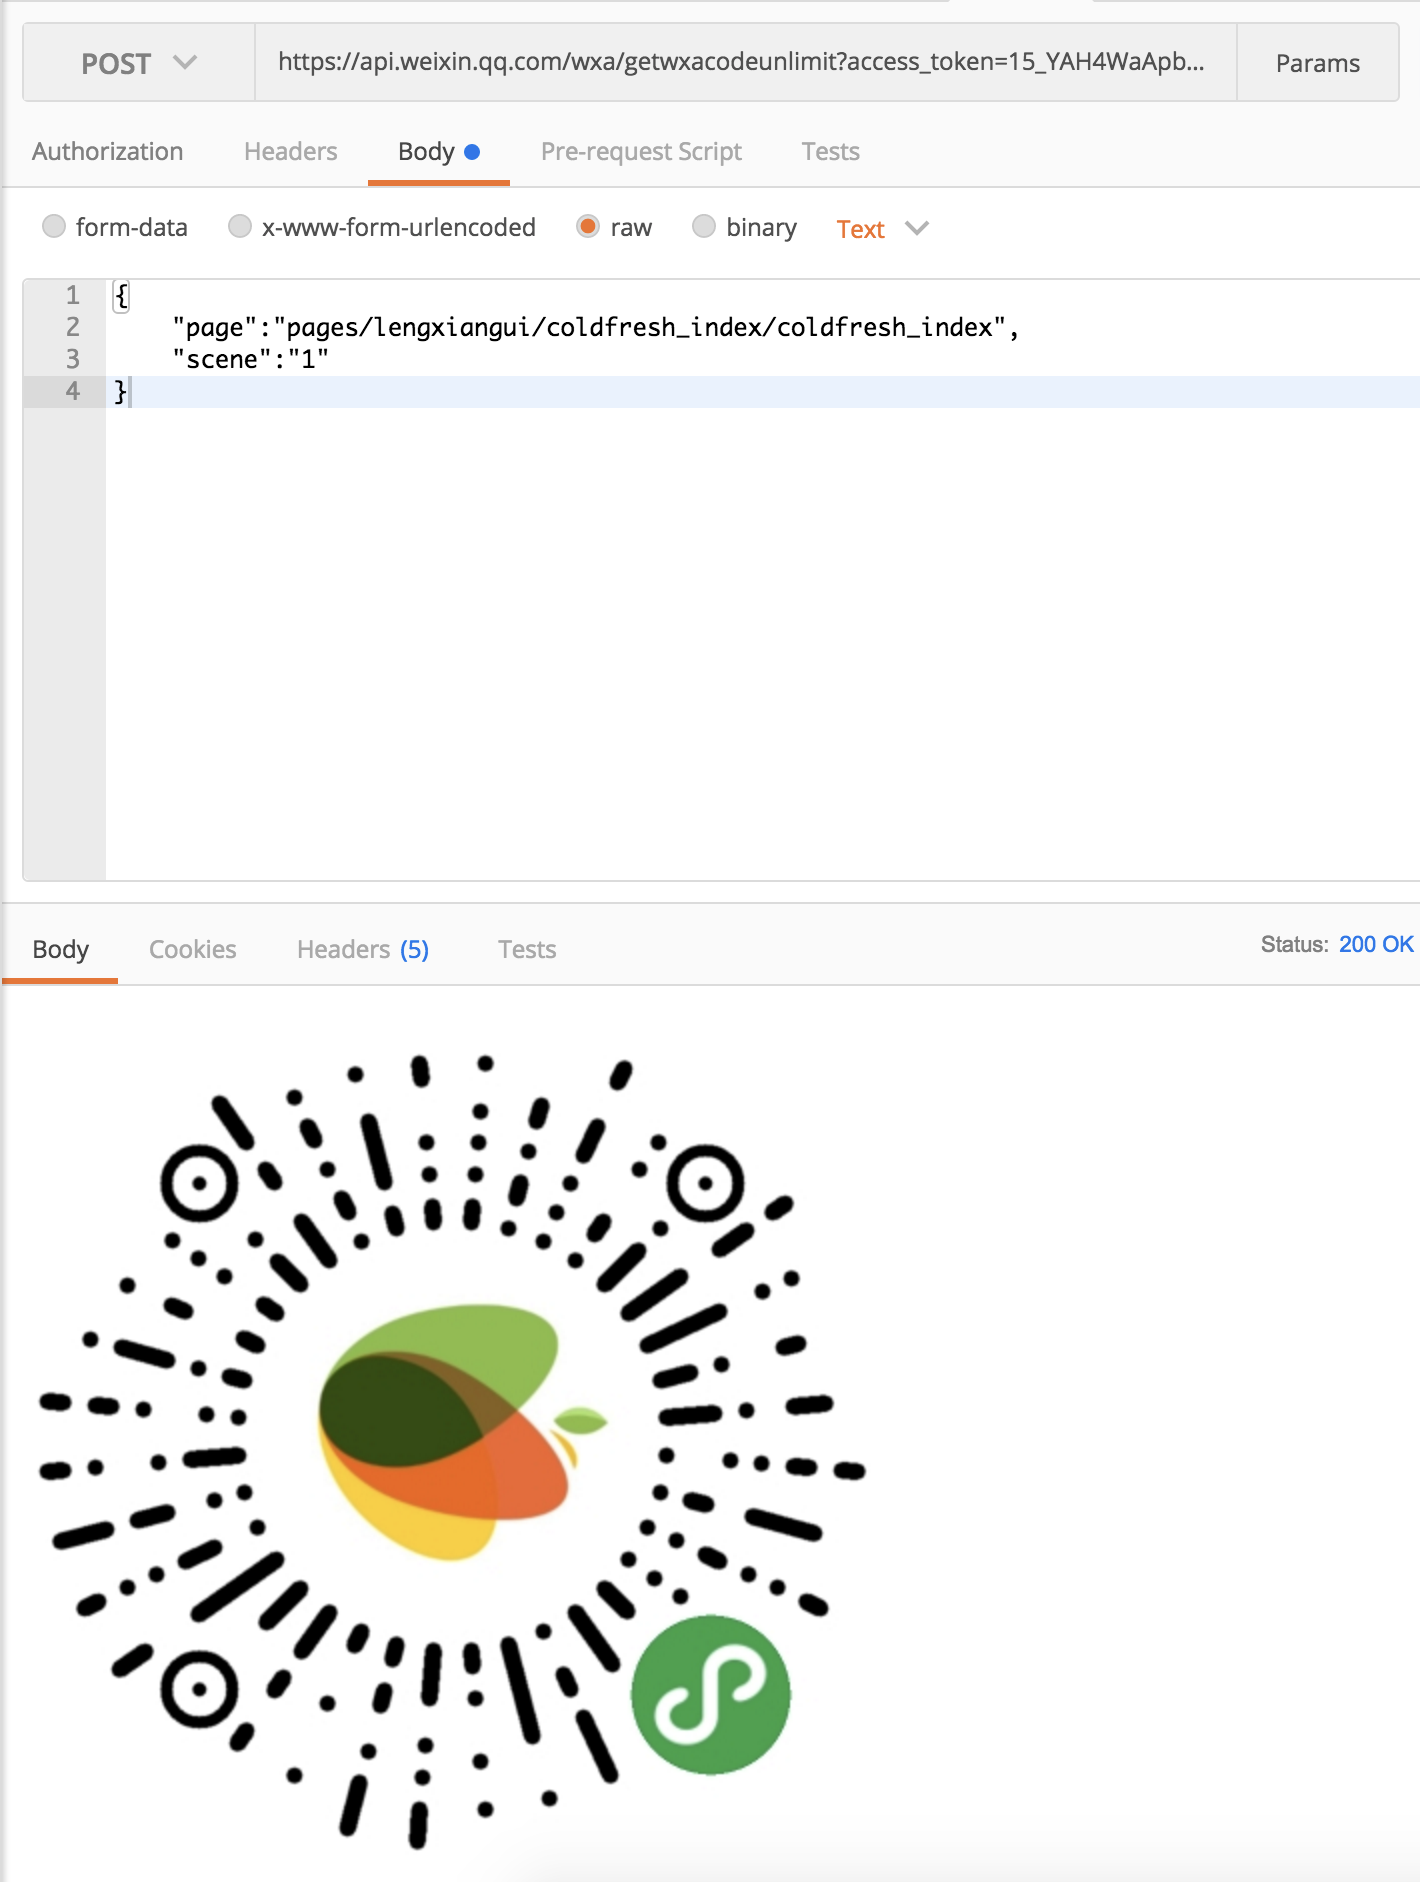 POST https://api.weixin.qq.com/wxa/getwxacodeunlimit?access_token=15_YAH4WaApb... Params
Authorization Headers Body Pre-request Script Tests
form-data x-www-form-urlencoded raw binary Text
1 {
2 "page":"pages/lengxiangui/coldfresh_index/coldfresh_index",
3 "scene":"1"
4 }
Body Cookies Headers (5) Tests Status: 200 OK